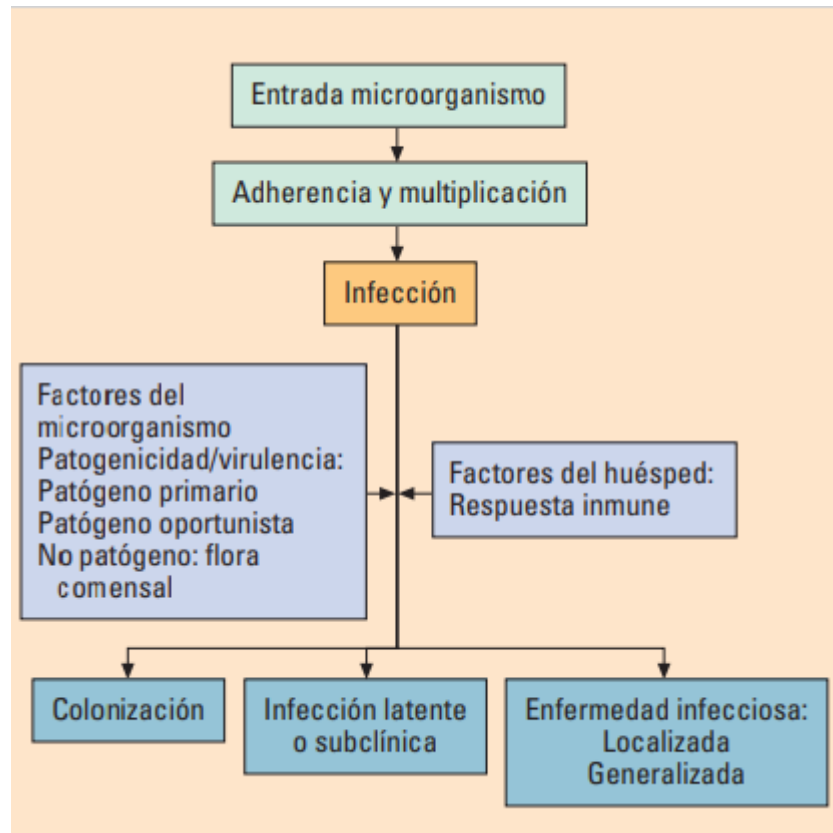 Entrada microorganismo
Adherencia y multiplicación
Infección
Factores del
microorganismo
Patogenicidad/virulencia:
Patógeno primario
Patógeno oportunista
No patógeno: flora
comensal
Factores del huésped:
Respuesta inmune
Colonización
Infección latente
o subclínica
Enfermedad infecciosa:
Localizada
Generalizada